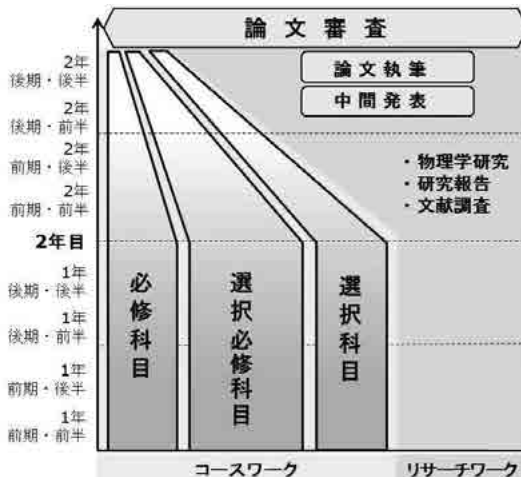 論文審査
論文執筆
中間発表
2年
後期・後半
2年
後期・前半
2年
前期・後半
2年
前期・前半
2年目
1年
後期・後半
1年
後期・前半
1年
前期・後半
1年
前期・前半
・物理学研究
・研究報告
・文献調査
必修科目
選択必修科目
選択科目
コースワーク
リサーチワーク